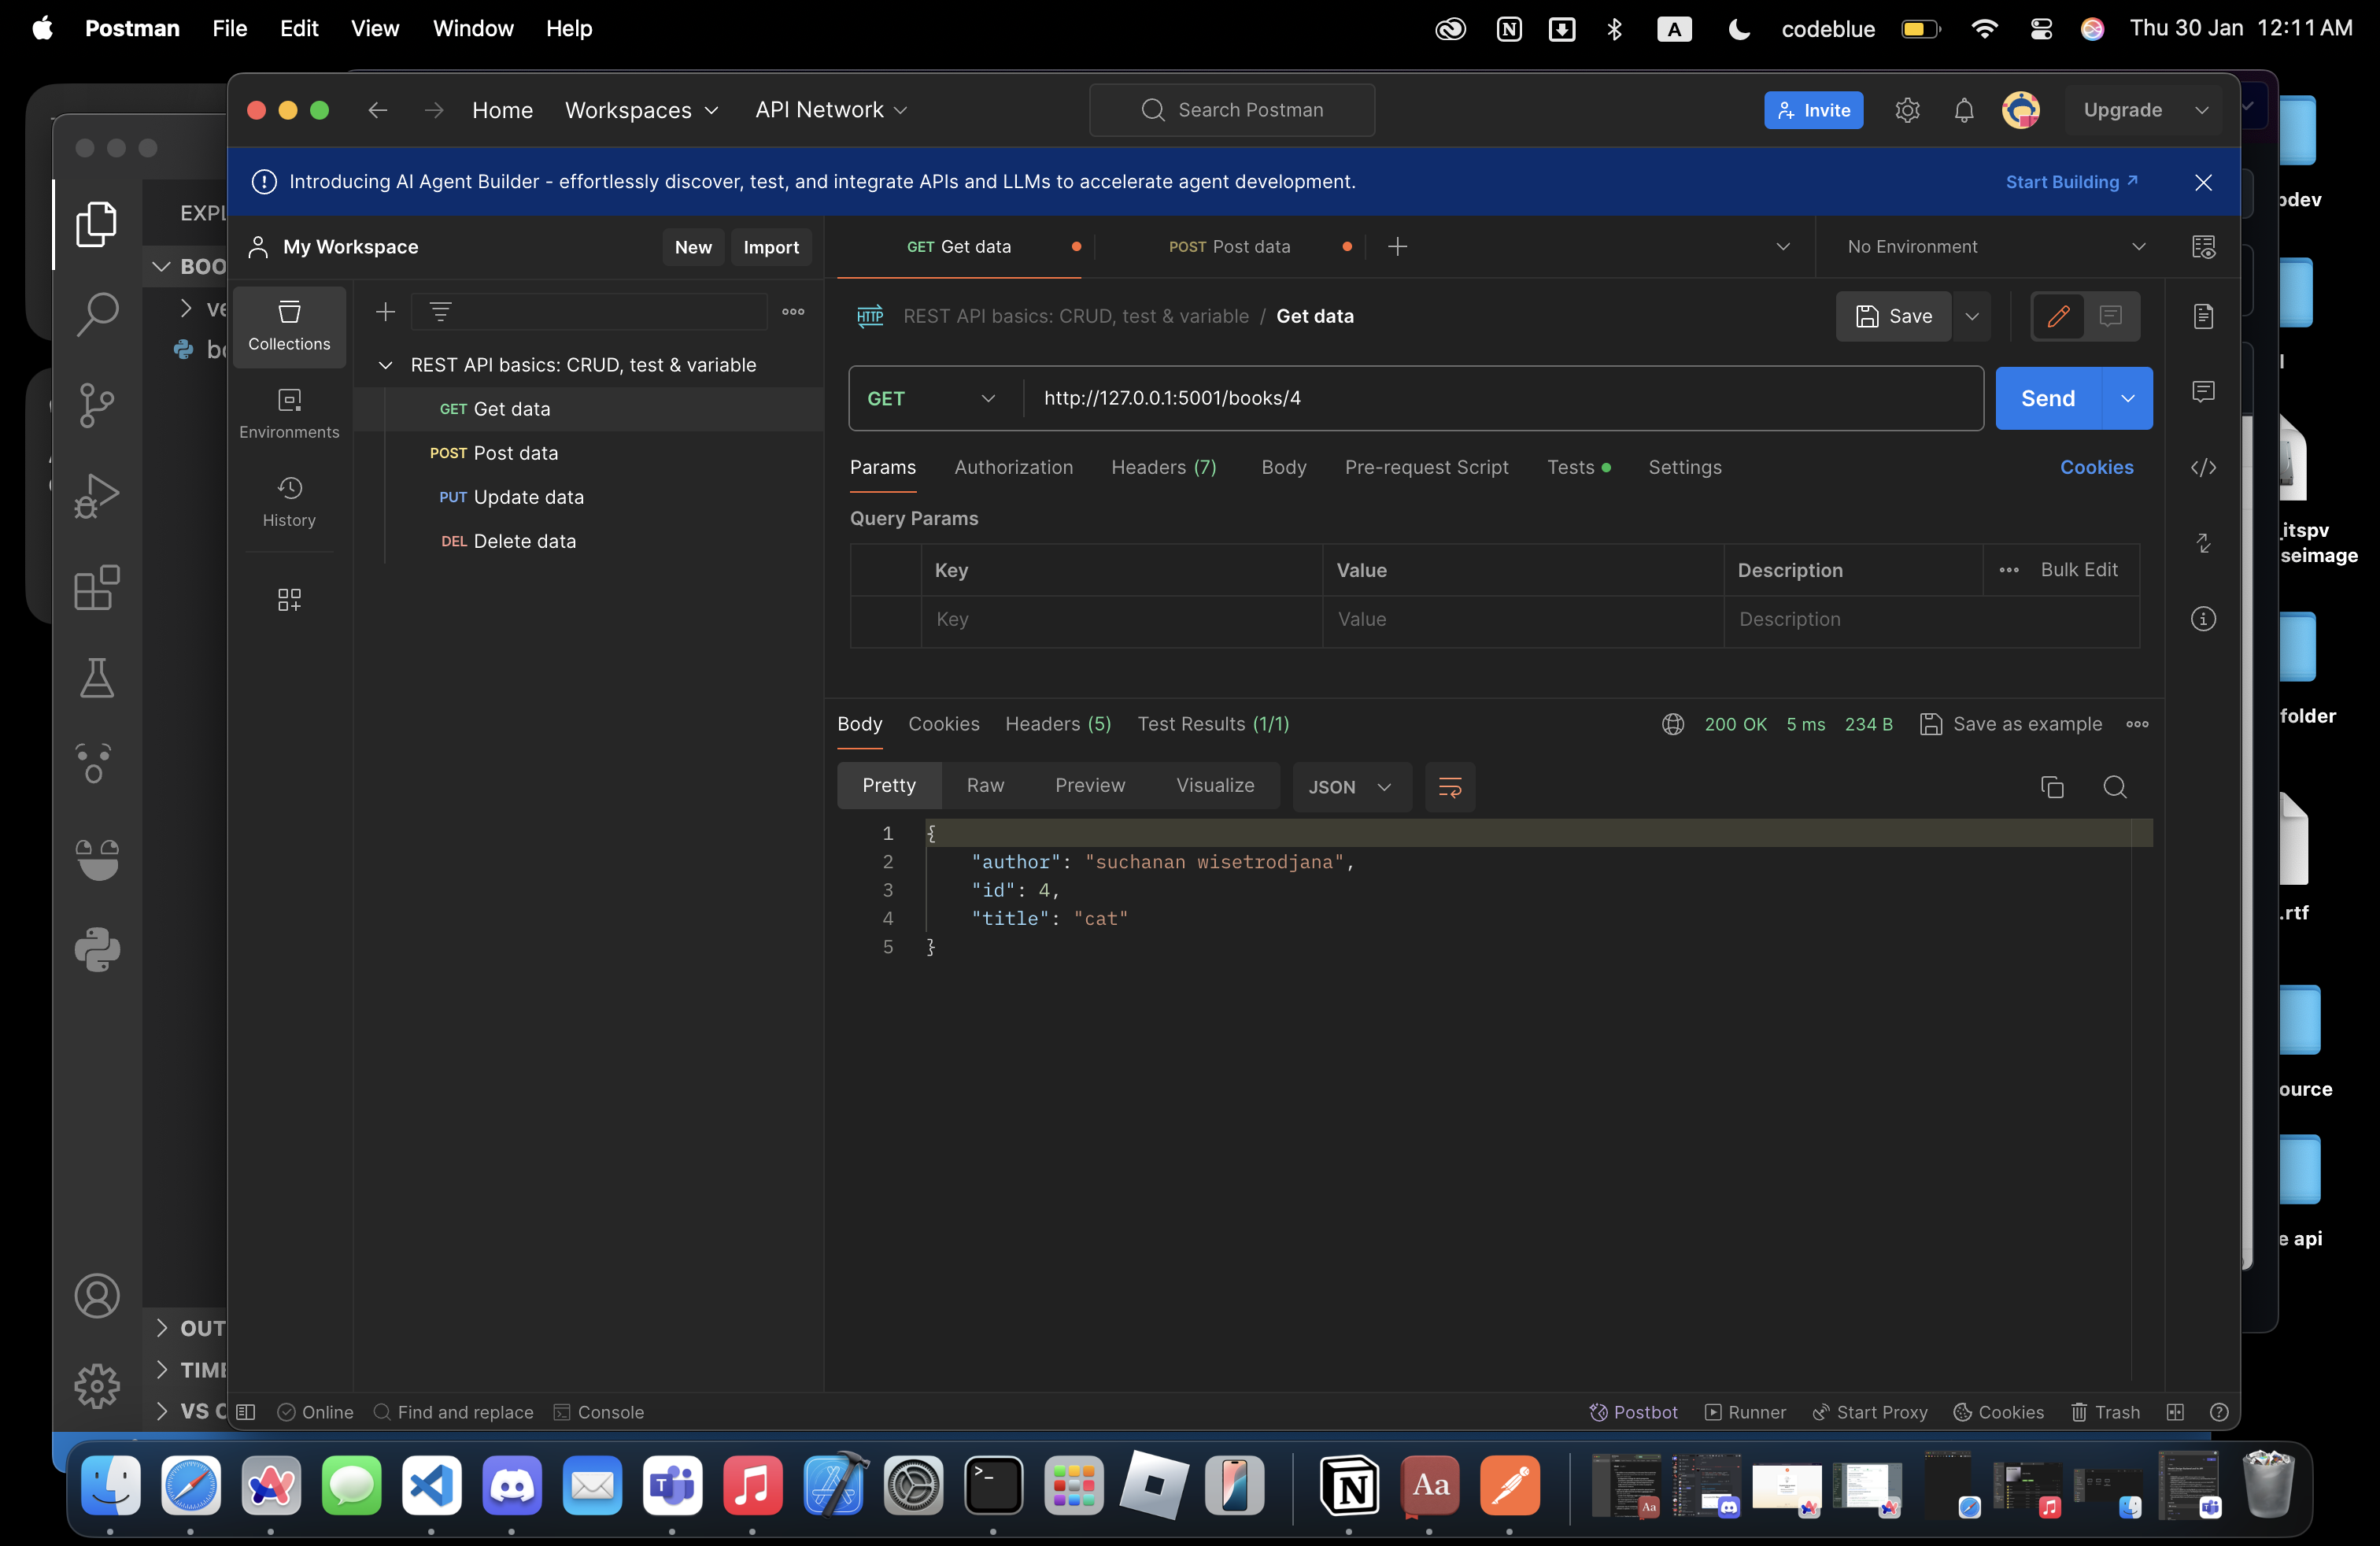 Postman File Edit View Window Help
A codeblue Thu 30 Jan 12:11 AM
Home Workspaces API Network Search Postman Invite Upgrade
Introducing AI Agent Builder - effortlessly discover, test, and integrate APIs and LLMs to accelerate agent development. Start Building
My Workspace New Import
GET Get data POST Post data No Environment
HTTP REST API basics: CRUD, test & variable / Get data Save
Collections
Environments
History
REST API basics: CRUD, test & variable
GET Get data
POST Post data
PUT Update data
DEL Delete data
GET http://127.0.0.1:5001/books/4 Send
Params Authorization Headers (7) Body Pre-request Script Tests Settings Cookies
Query Params
Key Value Description Bulk Edit
Key Value Description
Body Cookies Headers (5) Test Results (1/1) 200 OK 5 ms 234 B Save as example
Pretty Raw Preview Visualize JSON
1 {
2 "author": "suchanan wisetrodjana",
3 "id": 4,
4 "title": "cat"
5 }
Online Find and replace Console Postbot Runner Start Proxy Cookies Trash
EXPL
BOO
ve
bo
OUT
TIME
VS C
odev
l
_itspv
seimage
folder
.rtf
ource
e api
Aa